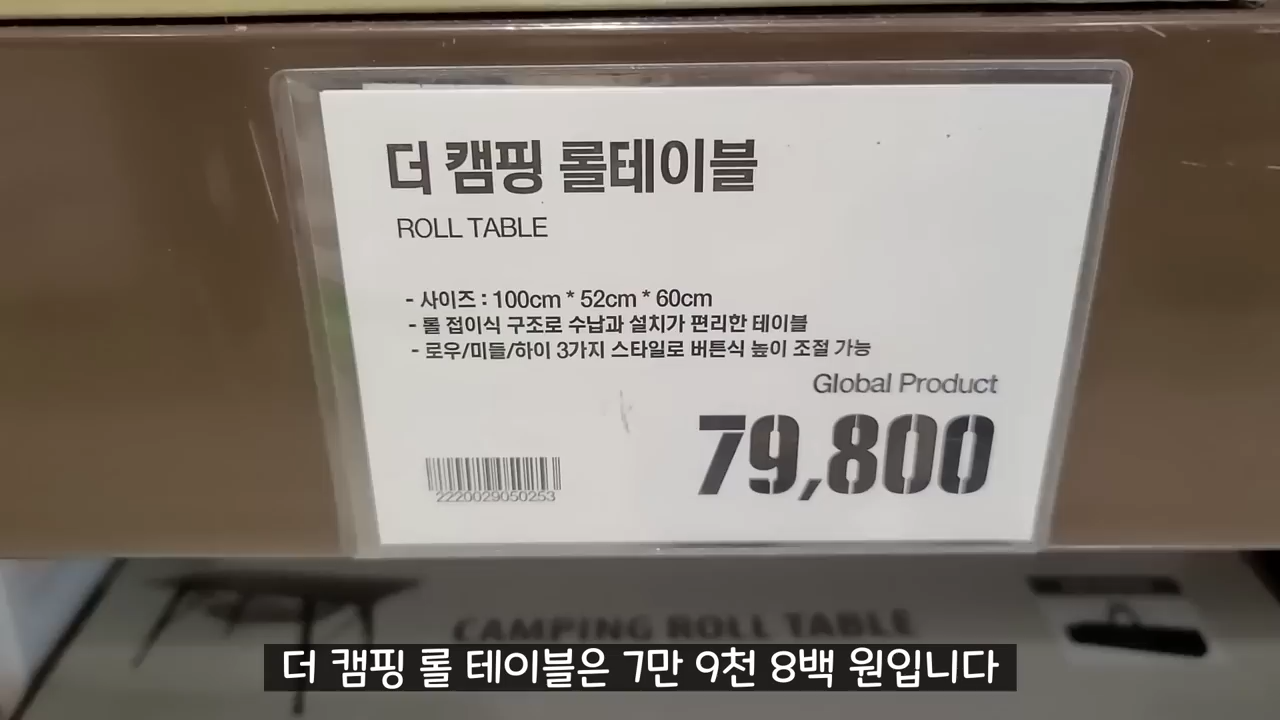 더 캠핑 롤테이블
ROLL TABLE
- 사이즈 : 100cm * 52cm * 60cm
- 롤 접이식 구조로 수납과 설치가 편리한 테이블
- 로우/미들/하이 3가지 스타일로 버튼식 높이 조절 가능
Global Product
79,800
2220029050253
CAMPING ROLL TABLE
더 캠핑 롤 테이블은 7만 9천 8백 원입니다